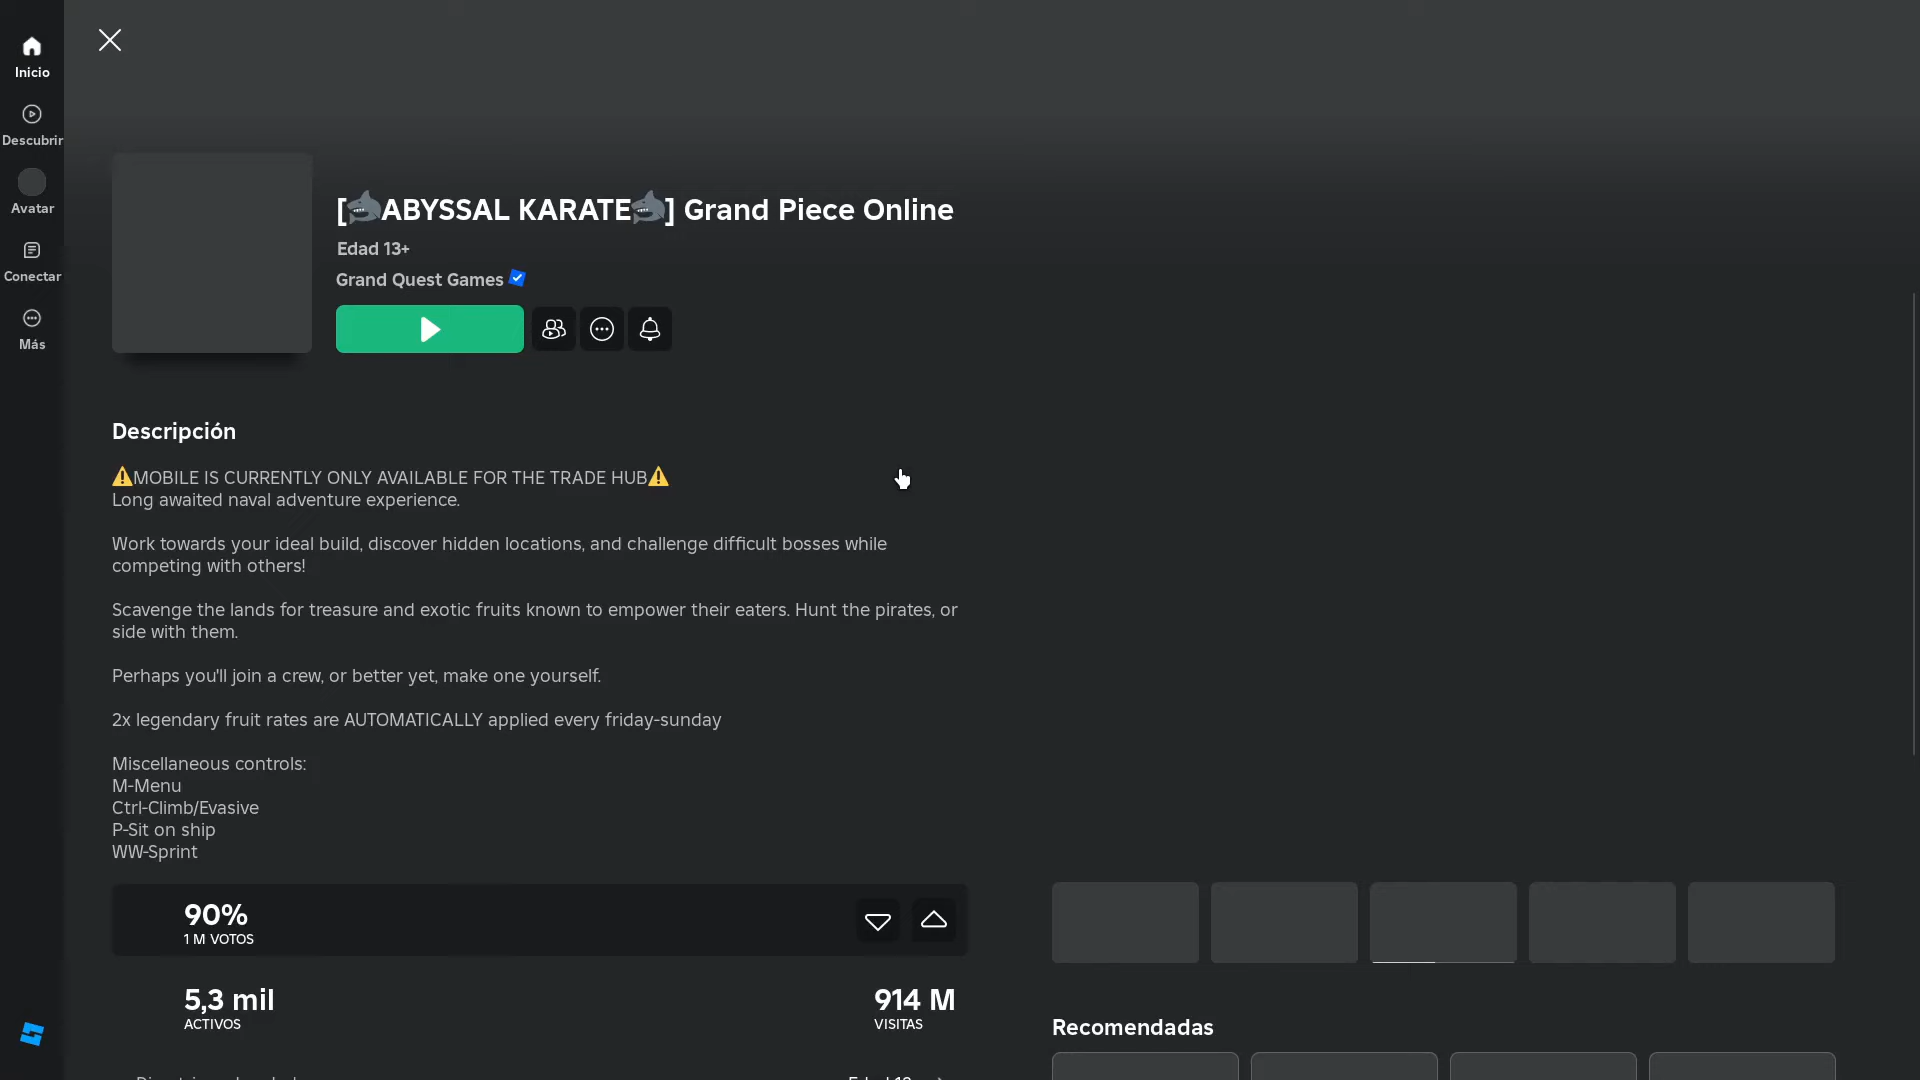 Inicio
Descubrir
Avatar
Conectar
Más
[🦈ABYSSAL KARATE🦈] Grand Piece Online
Edad 13+
Grand Quest Games
Descripción
⚠️MOBILE IS CURRENTLY ONLY AVAILABLE FOR THE TRADE HUB⚠️
Long awaited naval adventure experience.
Work towards your ideal build, discover hidden locations, and challenge difficult bosses while
competing with others!
Scavenge the lands for treasure and exotic fruits known to empower their eaters. Hunt the pirates, or
side with them.
Perhaps you'll join a crew, or better yet, make one yourself.
2x legendary fruit rates are AUTOMATICALLY applied every friday-sunday
Miscellaneous controls:
M-Menu
Ctrl-Climb/Evasive
P-Sit on ship
WW-Sprint
90%
1 M VOTOS
5,3 mil
ACTIVOS
914 M
VISITAS
Recomendadas